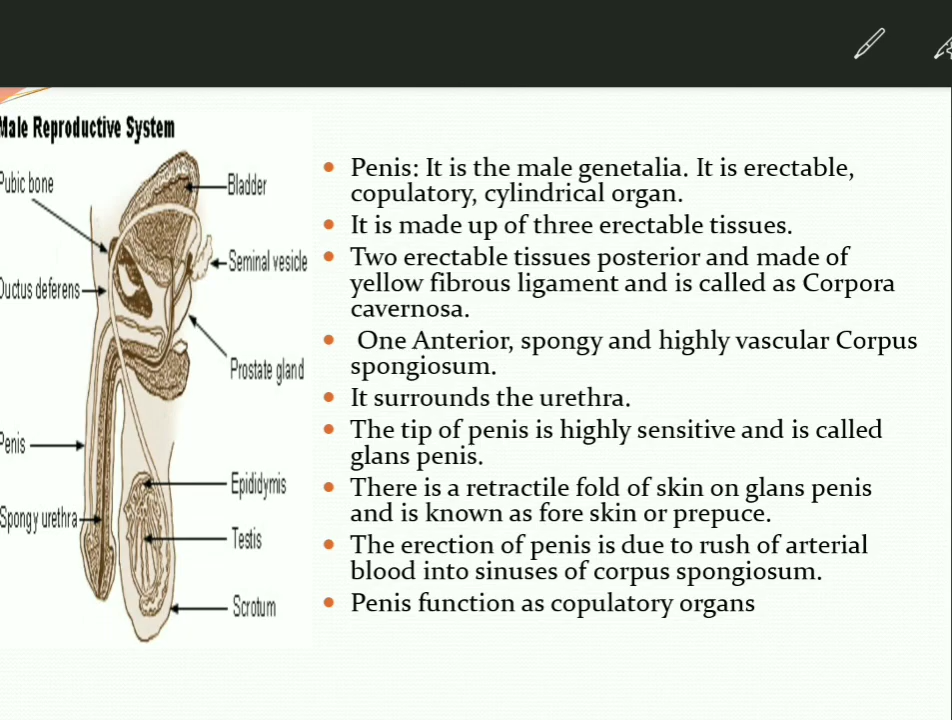 Male Reproductive System
Pubic bone
Bladder
Seminal vesicle
Ductus deferens
Prostate gland
Penis
Epididymis
Spongy urethra
Testis
Scrotum
• Penis: It is the male genetalia. It is erectable,
copulatory, cylindrical organ.
• It is made up of three erectable tissues.
• Two erectable tissues posterior and made of
yellow fibrous ligament and is called as Corpora
cavernosa.
• One Anterior, spongy and highly vascular Corpus
spongiosum.
• It surrounds the urethra.
• The tip of penis is highly sensitive and is called
glans penis.
• There is a retractile fold of skin on glans penis
and is known as fore skin or prepuce.
• The erection of penis is due to rush of arterial
blood into sinuses of corpus spongiosum.
• Penis function as copulatory organs